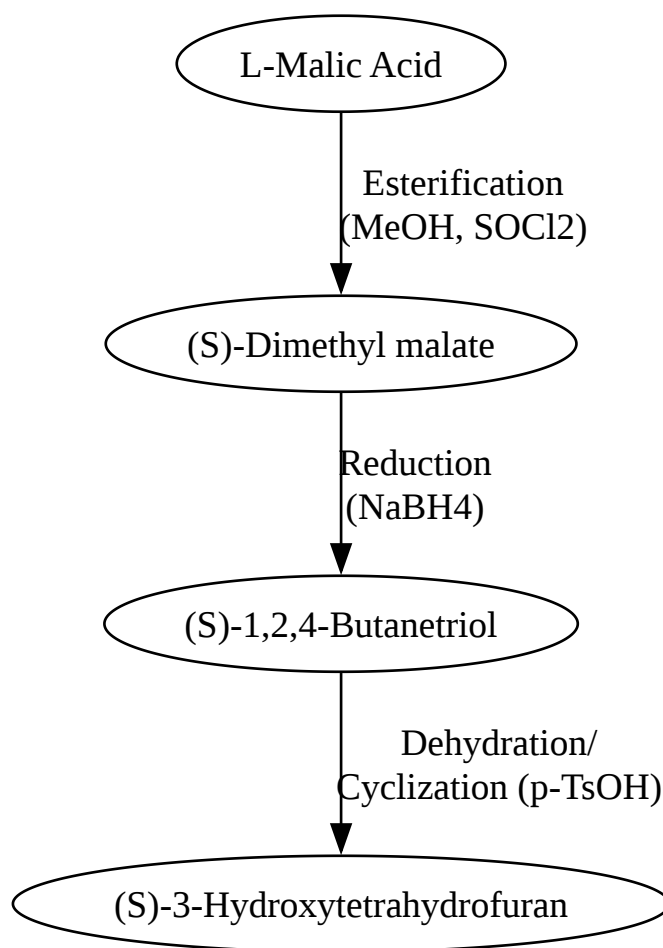 L-Malic Acid
Esterification
(MeOH, SOCl2)
(S)-Dimethyl malate
Reduction
(NaBH4)
(S)-1,2,4-Butanetriol
Dehydration/
Cyclization (p-TsOH)
(S)-3-Hydroxytetrahydrofuran